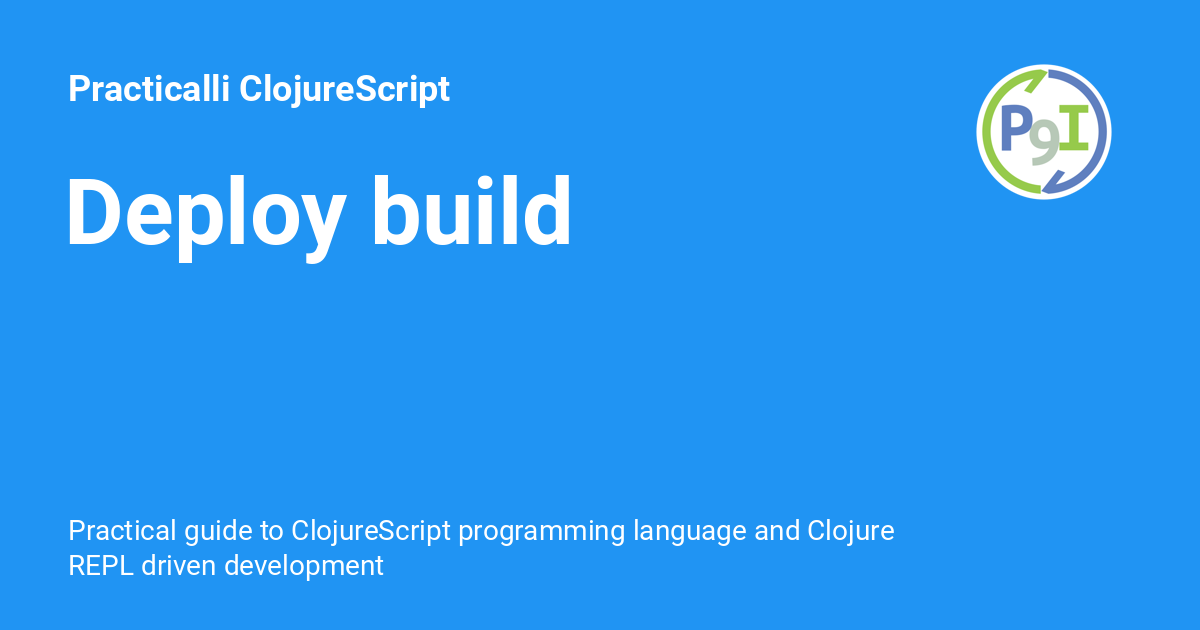 Practicalli ClojureScript
P9I
Deploy build
Practical guide to ClojureScript programming language and Clojure
REPL driven development